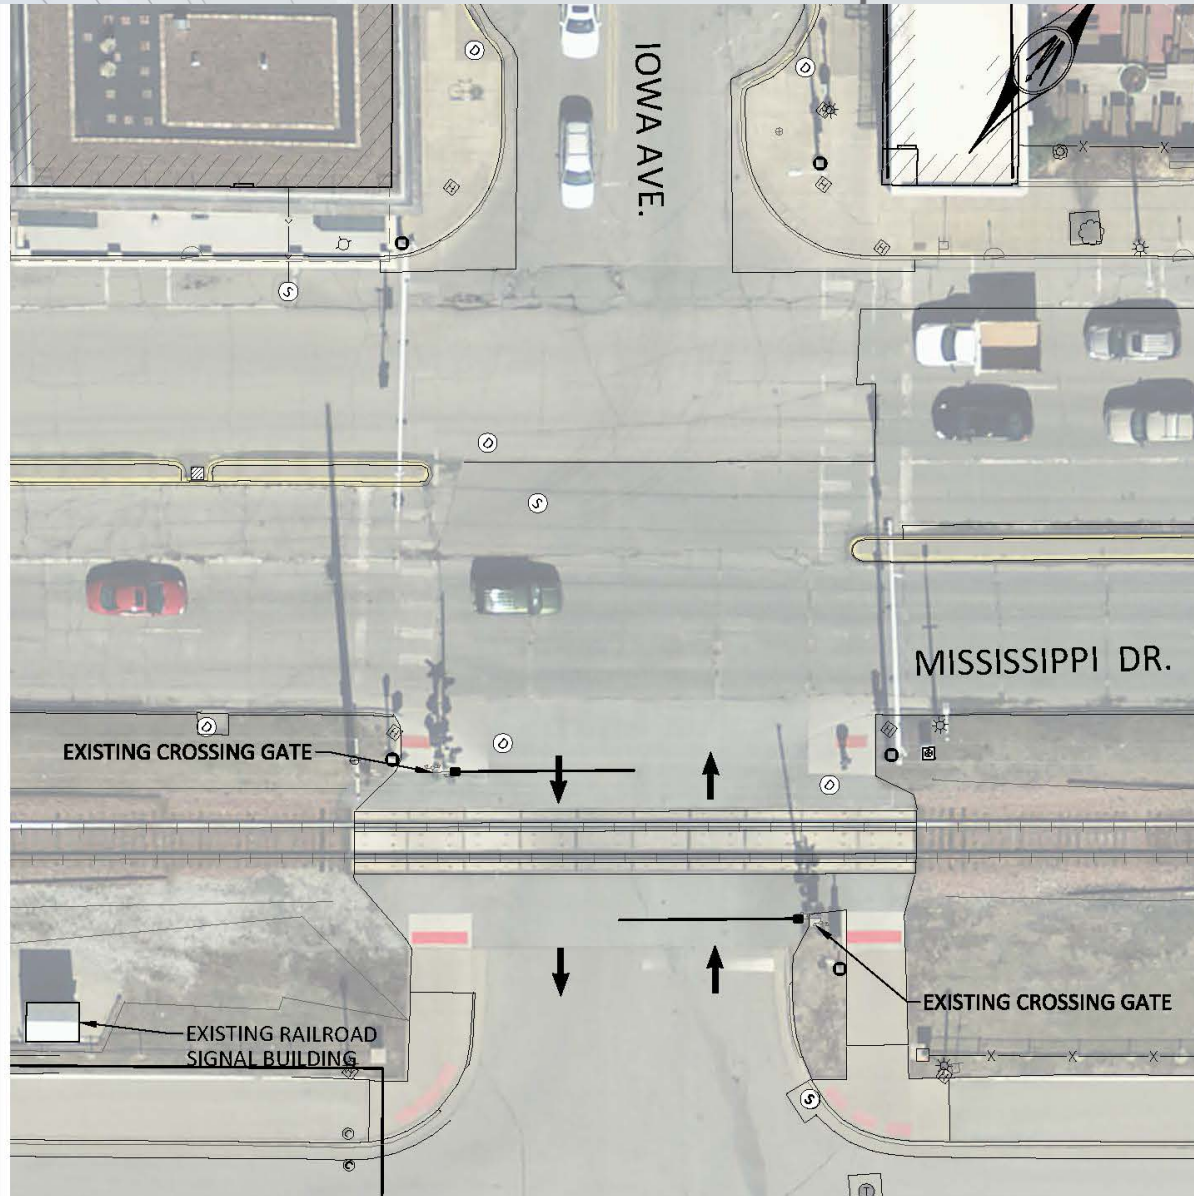 IOWA AVE.
N
D
D
H
H
H
S
D
S
MISSISSIPPI DR.
D
H
D
H
EXISTING CROSSING GATE
D
EXISTING CROSSING GATE
EXISTING RAILROAD
SIGNAL BUILDING
S
C
C
T